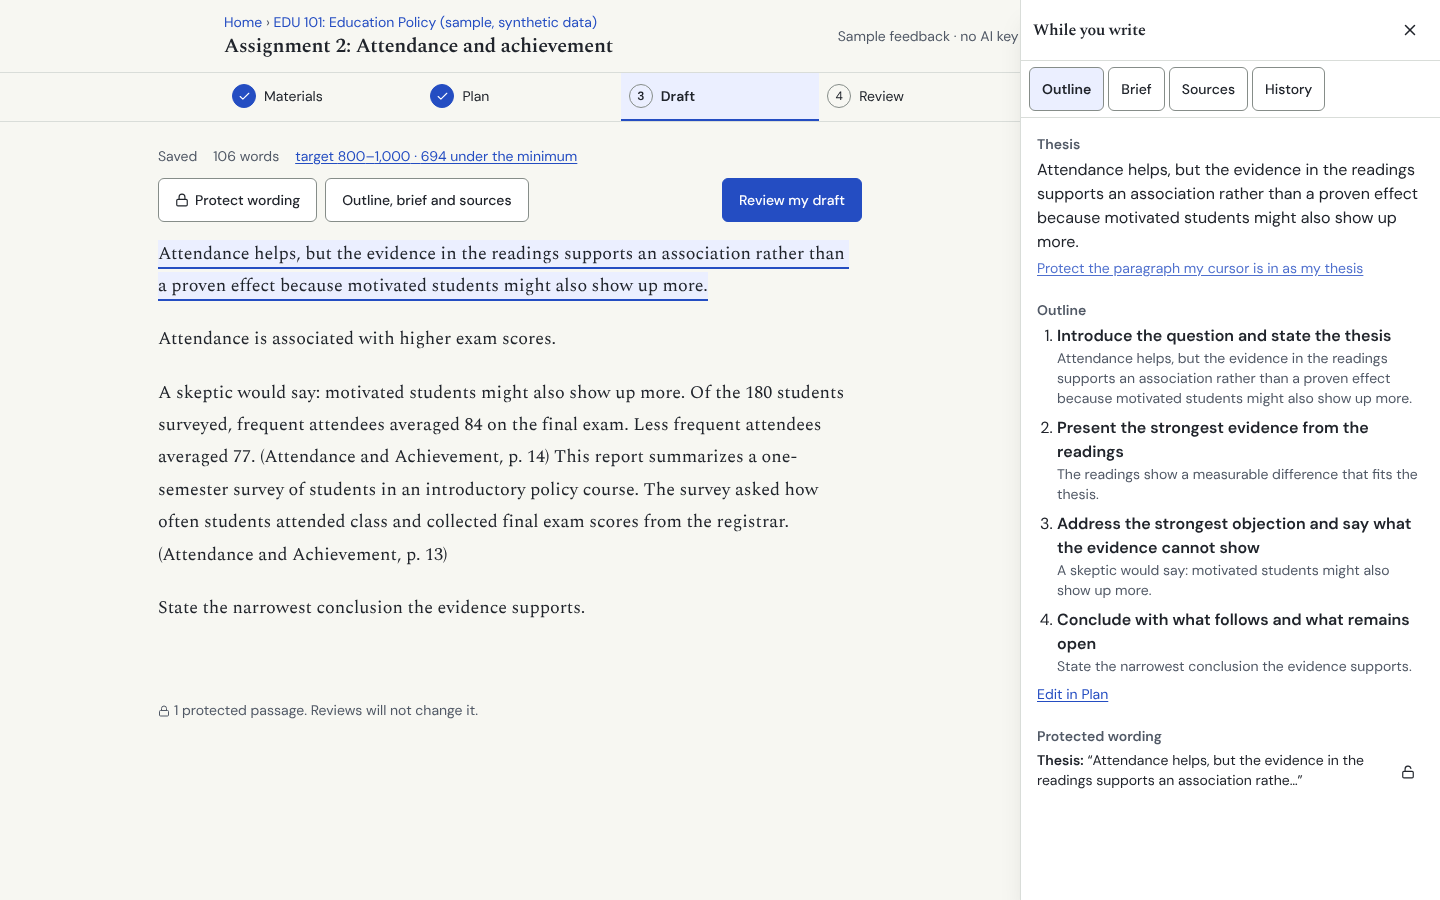 Home › EDU 101: Education Policy (sample, synthetic data)
Assignment 2: Attendance and achievement
Sample feedback · no AI key
Materials
Plan
3 Draft
4 Review
Saved 106 words target 800–1,000 · 694 under the minimum
Protect wording
Outline, brief and sources
Review my draft
Attendance helps, but the evidence in the readings supports an association rather than
a proven effect because motivated students might also show up more.
Attendance is associated with higher exam scores.
A skeptic would say: motivated students might also show up more. Of the 180 students
surveyed, frequent attendees averaged 84 on the final exam. Less frequent attendees
averaged 77. (Attendance and Achievement, p. 14) This report summarizes a one-
semester survey of students in an introductory policy course. The survey asked how
often students attended class and collected final exam scores from the registrar.
(Attendance and Achievement, p. 13)
State the narrowest conclusion the evidence supports.
1 protected passage. Reviews will not change it.
While you write
Outline
Brief
Sources
History
Thesis
Attendance helps, but the evidence in the readings
supports an association rather than a proven effect
because motivated students might also show up
more.
Protect the paragraph my cursor is in as my thesis
Outline
1. Introduce the question and state the thesis
Attendance helps, but the evidence in the readings
supports an association rather than a proven effect
because motivated students might also show up more.
2. Present the strongest evidence from the
readings
The readings show a measurable difference that fits the
thesis.
3. Address the strongest objection and say what
the evidence cannot show
A skeptic would say: motivated students might also
show up more.
4. Conclude with what follows and what remains
open
State the narrowest conclusion the evidence supports.
Edit in Plan
Protected wording
Thesis: “Attendance helps, but the evidence in the
readings supports an association rathe…”